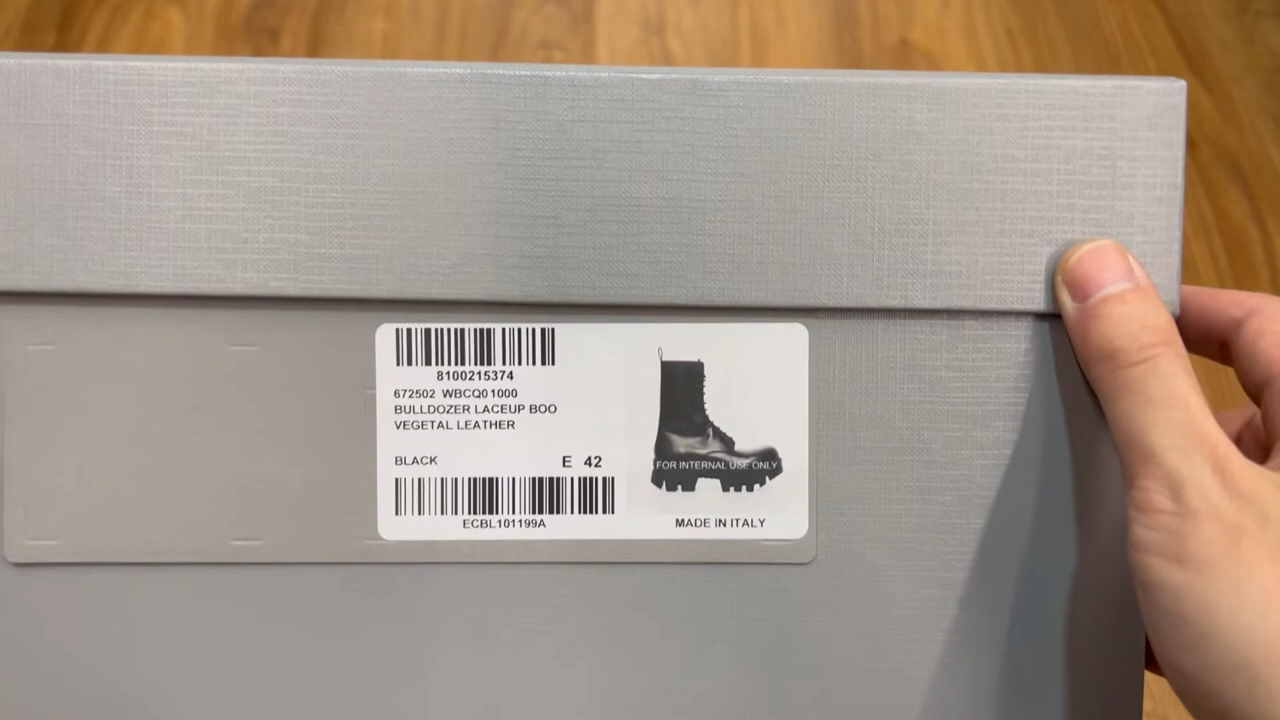 8100215374
672502 WBCQ01000
BULLDOZER LACEUP BOO
VEGETAL LEATHER
BLACK E 42
ECBL101199A
FOR INTERNAL USE ONLY
MADE IN ITALY